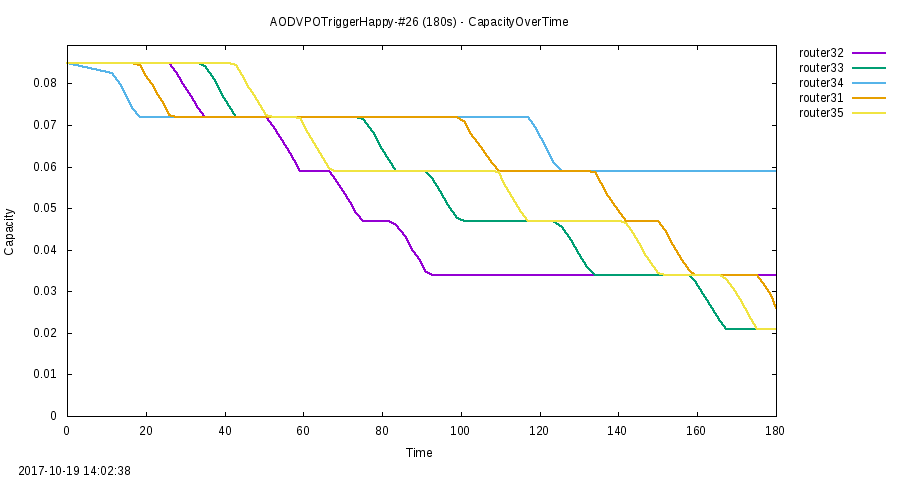 AODVPOTriggerHappy-#26 (180s) - CapacityOverTime
router32
router33
router34
router31
router35
0.08
0.07
0.06
0.05
0.04
0.03
0.02
0.01
0
Capacity
0 20 40 60 80 100 120 140 160 180
Time
2017-10-19 14:02:38